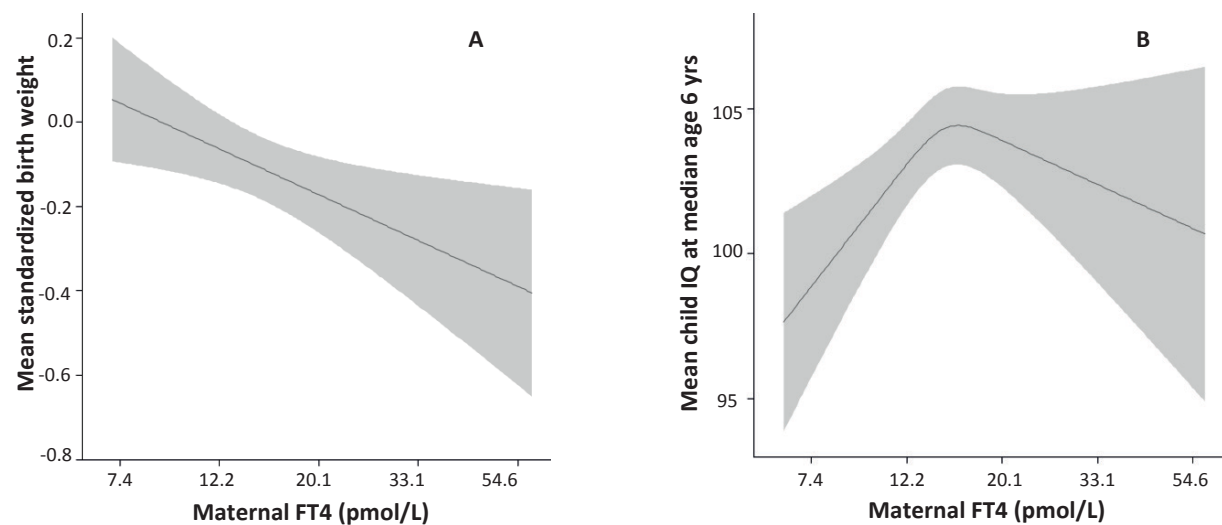 A
Mean standardized birth weight
0.2
0.0
-0.2
-0.4
-0.6
-0.8
7.4 12.2 20.1 33.1 54.6
Maternal FT4 (pmol/L)
B
Mean child IQ at median age 6 yrs
105
100
95
7.4 12.2 20.1 33.1 54.6
Maternal FT4 (pmol/L)